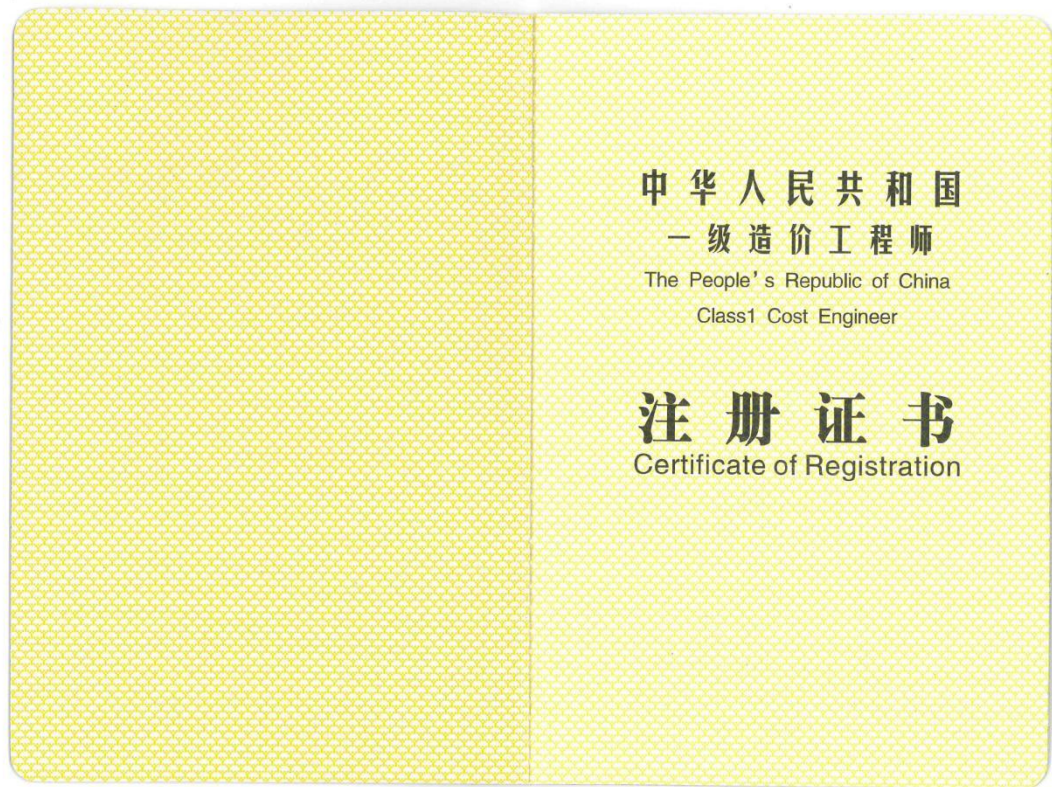 中华人民共和国
一级造价工程师
The People's Republic of China
Class1 Cost Engineer
注册证书
Certificate of Registration